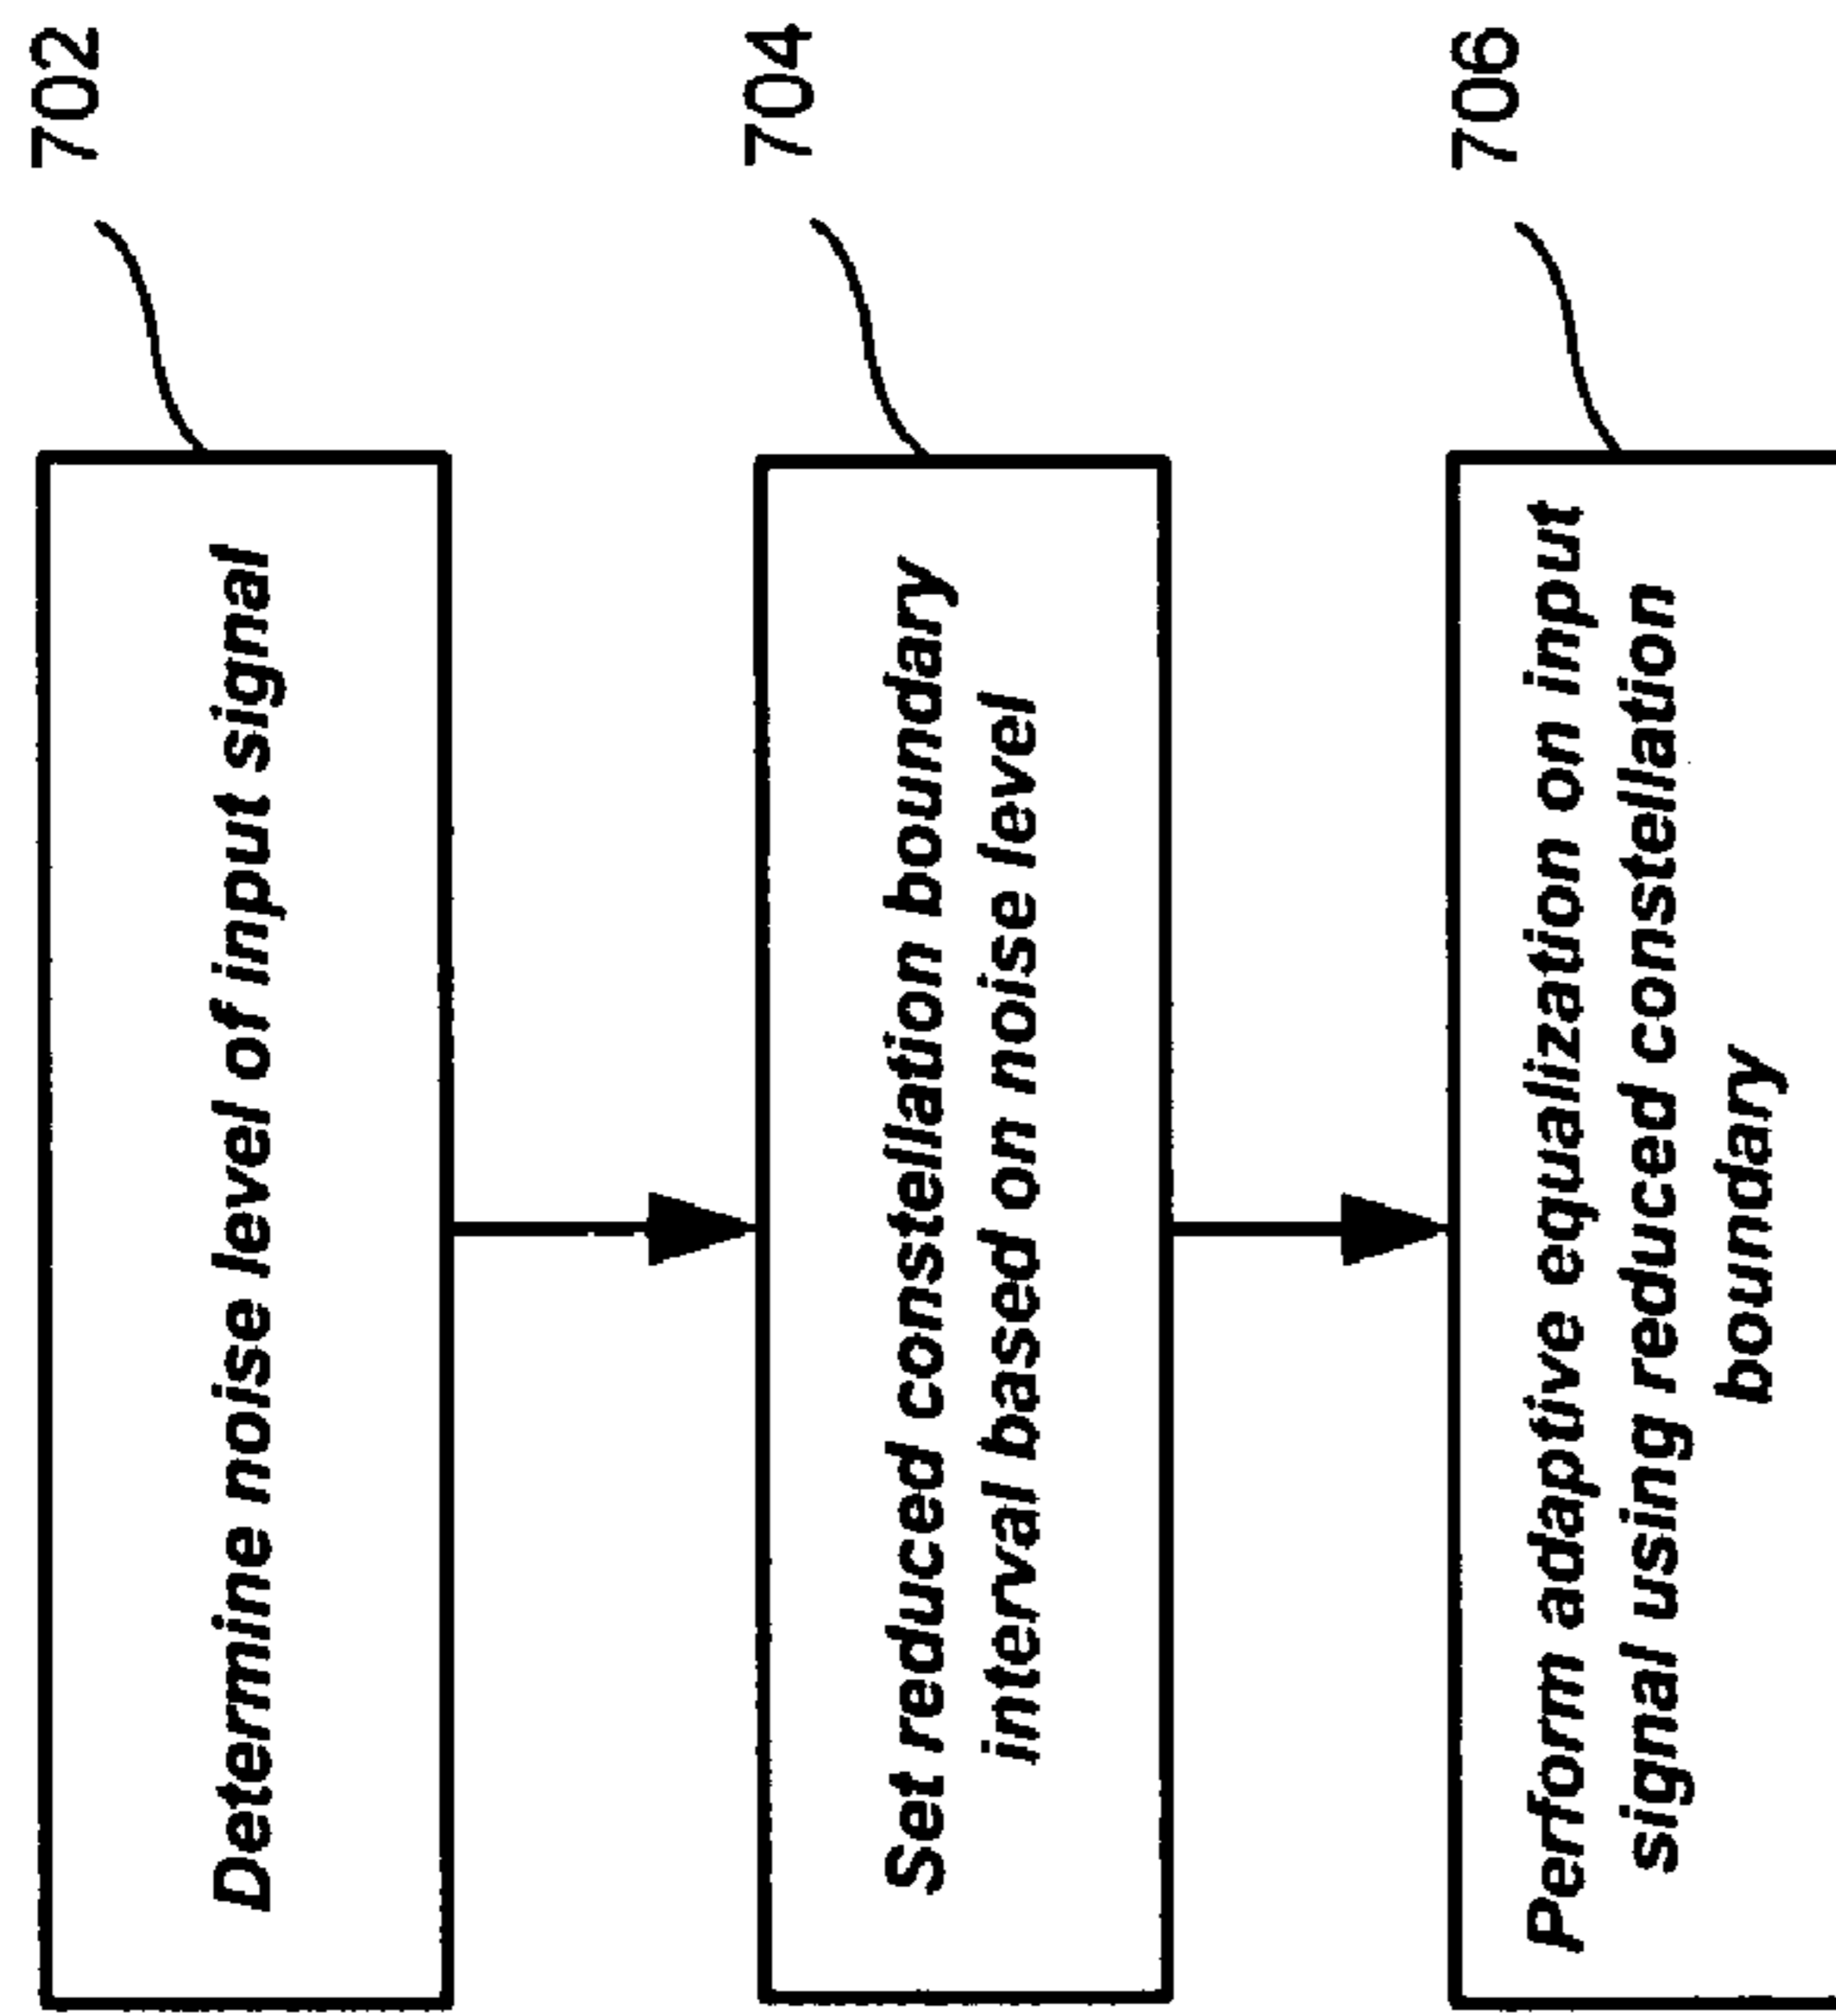 Determine noise level of input signal
702
Set reduced constellation boundary
interval based on noise level
704
Perform adaptive equalization on input
signal using reduced constellation
boundary
706